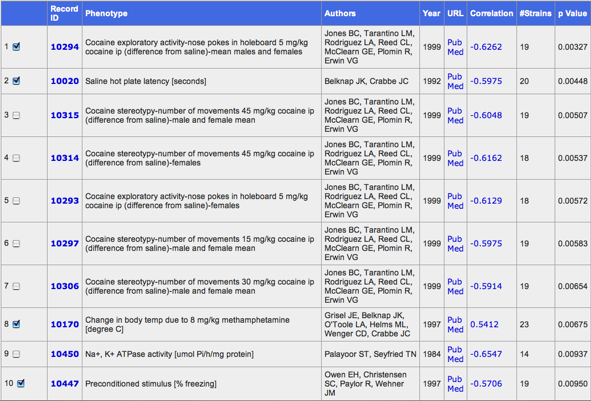 Record ID Phenotype Authors Year URL Correlation #Strains p Value
1 10294 Cocaine exploratory activity-nose pokes in holeboard 5 mg/kg cocaine ip (difference from saline)-mean males and females Jones BC, Tarantino LM, Rodriguez LA, Reed CL, McClearn GE, Plomin R, Erwin VG 1999 Pub Med -0.6262 19 0.00327
2 10020 Saline hot plate latency [seconds] Belknap JK, Crabbe JC 1992 Pub Med -0.5975 20 0.00448
3 10315 Cocaine stereotypy-number of movements 45 mg/kg cocaine ip (difference from saline)-male and female mean Jones BC, Tarantino LM, Rodriguez LA, Reed CL, McClearn GE, Plomin R, Erwin VG 1999 Pub Med -0.6048 19 0.00507
4 10314 Cocaine stereotypy-number of movements 45 mg/kg cocaine ip (difference from saline)-females Jones BC, Tarantino LM, Rodriguez LA, Reed CL, McClearn GE, Plomin R, Erwin VG 1999 Pub Med -0.6162 18 0.00537
5 10293 Cocaine exploratory activity-nose pokes in holeboard 5 mg/kg cocaine ip (difference from saline)-females Jones BC, Tarantino LM, Rodriguez LA, Reed CL, McClearn GE, Plomin R, Erwin VG 1999 Pub Med -0.6129 18 0.00572
6 10297 Cocaine stereotypy-number of movements 15 mg/kg cocaine ip (difference from saline)-male and female mean Jones BC, Tarantino LM, Rodriguez LA, Reed CL, McClearn GE, Plomin R, Erwin VG 1999 Pub Med -0.5975 19 0.00583
7 10306 Cocaine stereotypy-number of movements 30 mg/kg cocaine ip (difference from saline)-male and female mean Jones BC, Tarantino LM, Rodriguez LA, Reed CL, McClearn GE, Plomin R, Erwin VG 1999 Pub Med -0.5914 19 0.00654
8 10170 Change in body temp due to 8 mg/kg methamphetamine [degree C] Grisel JE, Belknap JK, O'Toole LA, Helms ML, Wenger CD, Crabbe JC 1997 Pub Med 0.5412 23 0.00675
9 10450 Na+, K+ ATPase activity [umol Pi/h/mg protein] Palayoor ST, Seyfried TN 1984 Pub Med -0.6547 14 0.00937
10 10447 Preconditioned stimulus [% freezing] Owen EH, Christensen SC, Paylor R, Wehner JM 1997 Pub Med -0.5706 19 0.00950